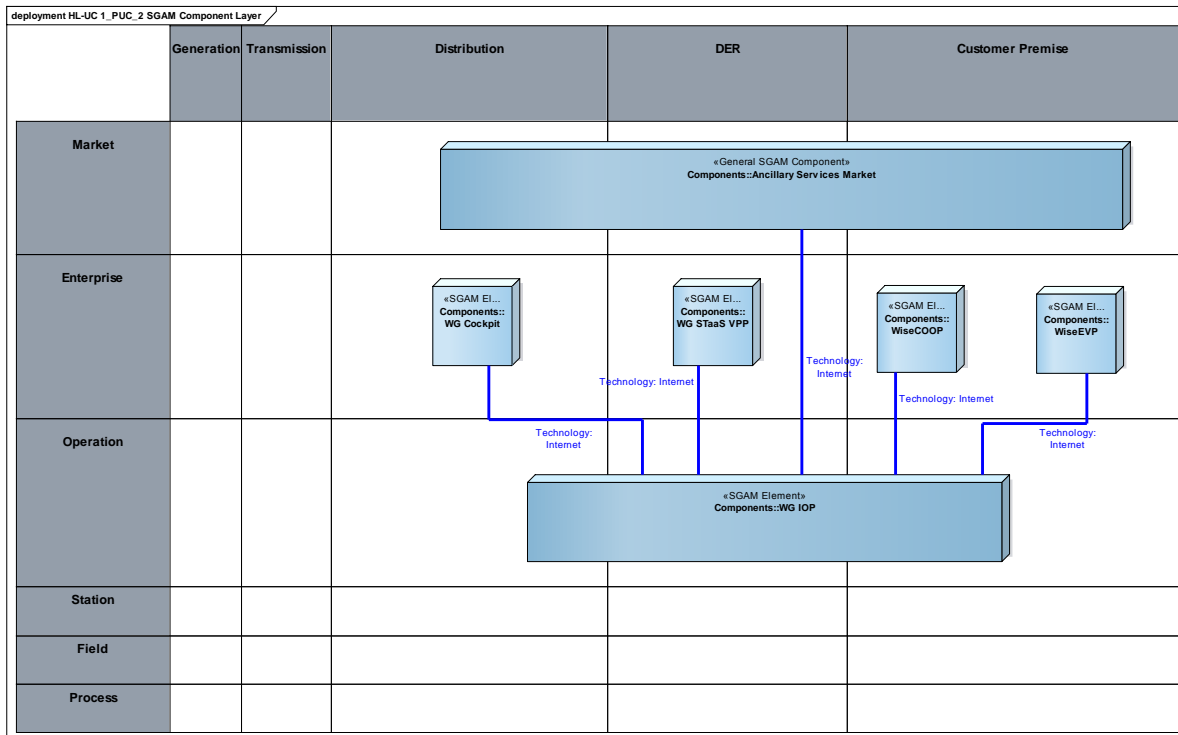 deployment HL-UC 1_PUC_2 SGAM Component Layer
Generation
Transmission
Distribution
DER
Customer Premise
Market
«General SGAM Component»
Components::Ancillary Services Market
Enterprise
«SGAM El...
Components::
WG Cockpit
«SGAM El...
Components::
WG STaaS VPP
«SGAM El...
Components::
WiseCOOP
«SGAM El...
Components::
WiseEVP
Technology: Internet
Technology:
Internet
Technology: Internet
Operation
Technology:
Internet
Technology:
Internet
«SGAM Element»
Components::WG IOP
Station
Field
Process